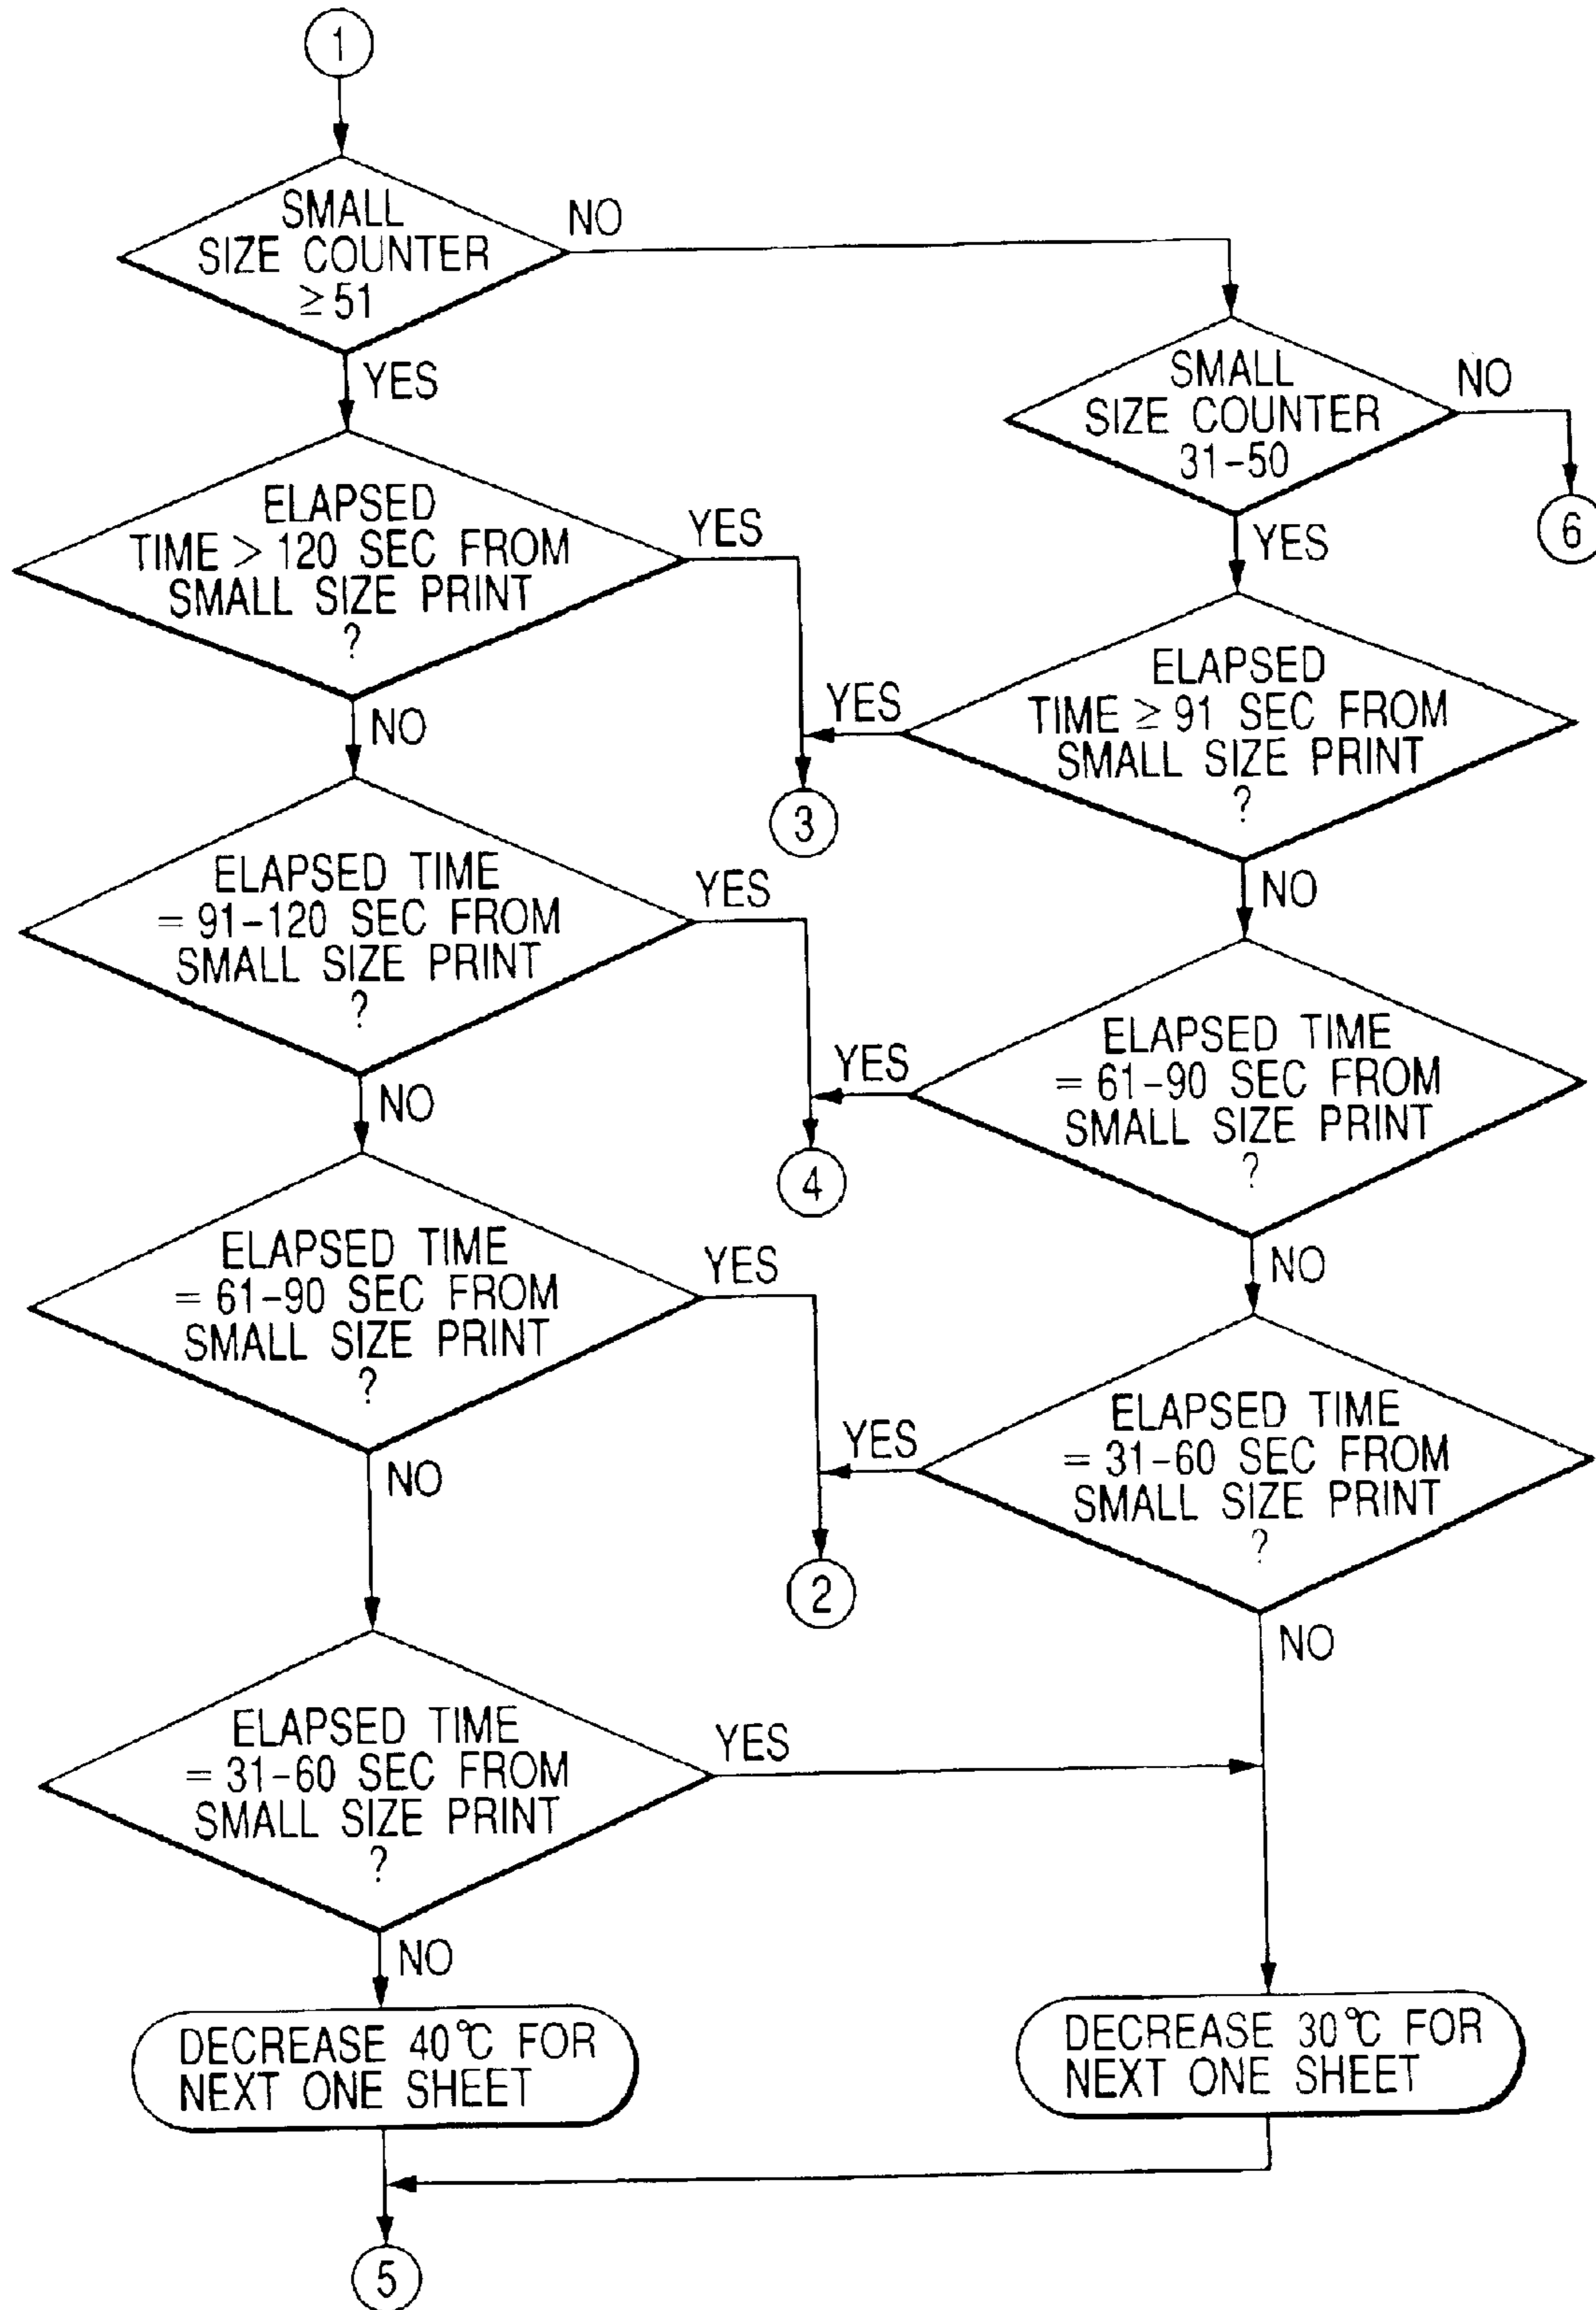 1
SMALL
SIZE COUNTER
≥51
NO
YES
SMALL
SIZE COUNTER
31-50
NO
6
YES
ELAPSED
TIME > 120 SEC FROM
SMALL SIZE PRINT
?
YES
NO
ELAPSED
TIME ≥ 91 SEC FROM
SMALL SIZE PRINT
?
YES
3
NO
ELAPSED TIME
= 91-120 SEC FROM
SMALL SIZE PRINT
?
YES
NO
ELAPSED TIME
= 61-90 SEC FROM
SMALL SIZE PRINT
?
YES
4
NO
ELAPSED TIME
= 61-90 SEC FROM
SMALL SIZE PRINT
?
YES
NO
ELAPSED TIME
= 31-60 SEC FROM
SMALL SIZE PRINT
?
YES
2
NO
ELAPSED TIME
= 31-60 SEC FROM
SMALL SIZE PRINT
?
YES
NO
DECREASE 40℃ FOR
NEXT ONE SHEET
DECREASE 30℃ FOR
NEXT ONE SHEET
5